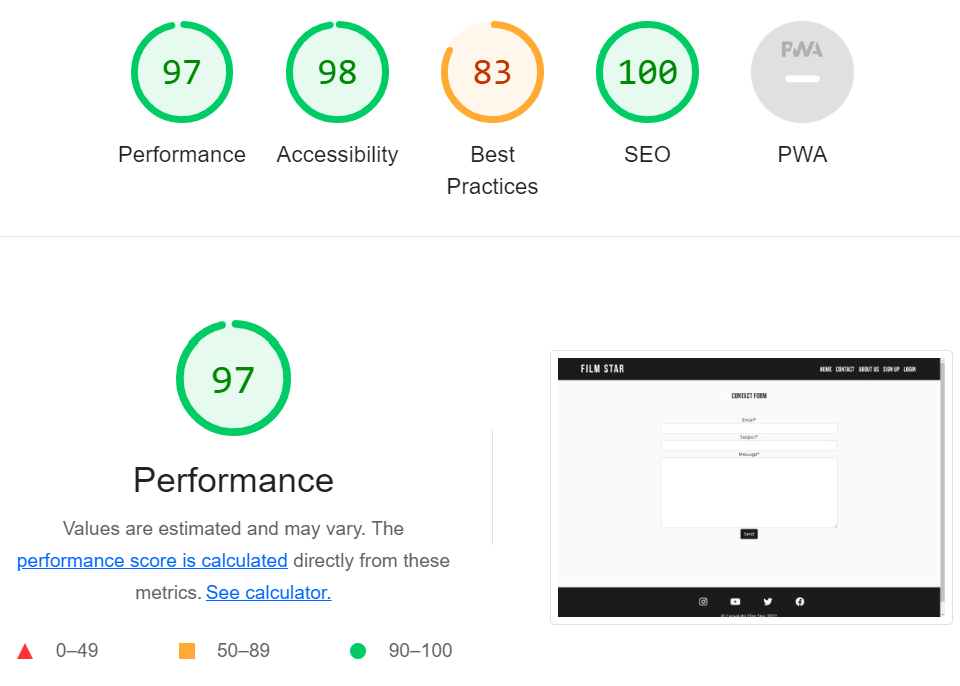 97
98
83
100
PWA
Performance
Accessibility
Best
Practices
SEO
PWA
97
Performance
Values are estimated and may vary. The
performance score is calculated directly from these
metrics. See calculator.
0–49
50–89
90–100
FILM STAR
HOME CONTACT ABOUT US SIGN UP LOGIN
CONTACT FORM
Email*
Subject*
Message*
Send
© Copyright Film Star 2022